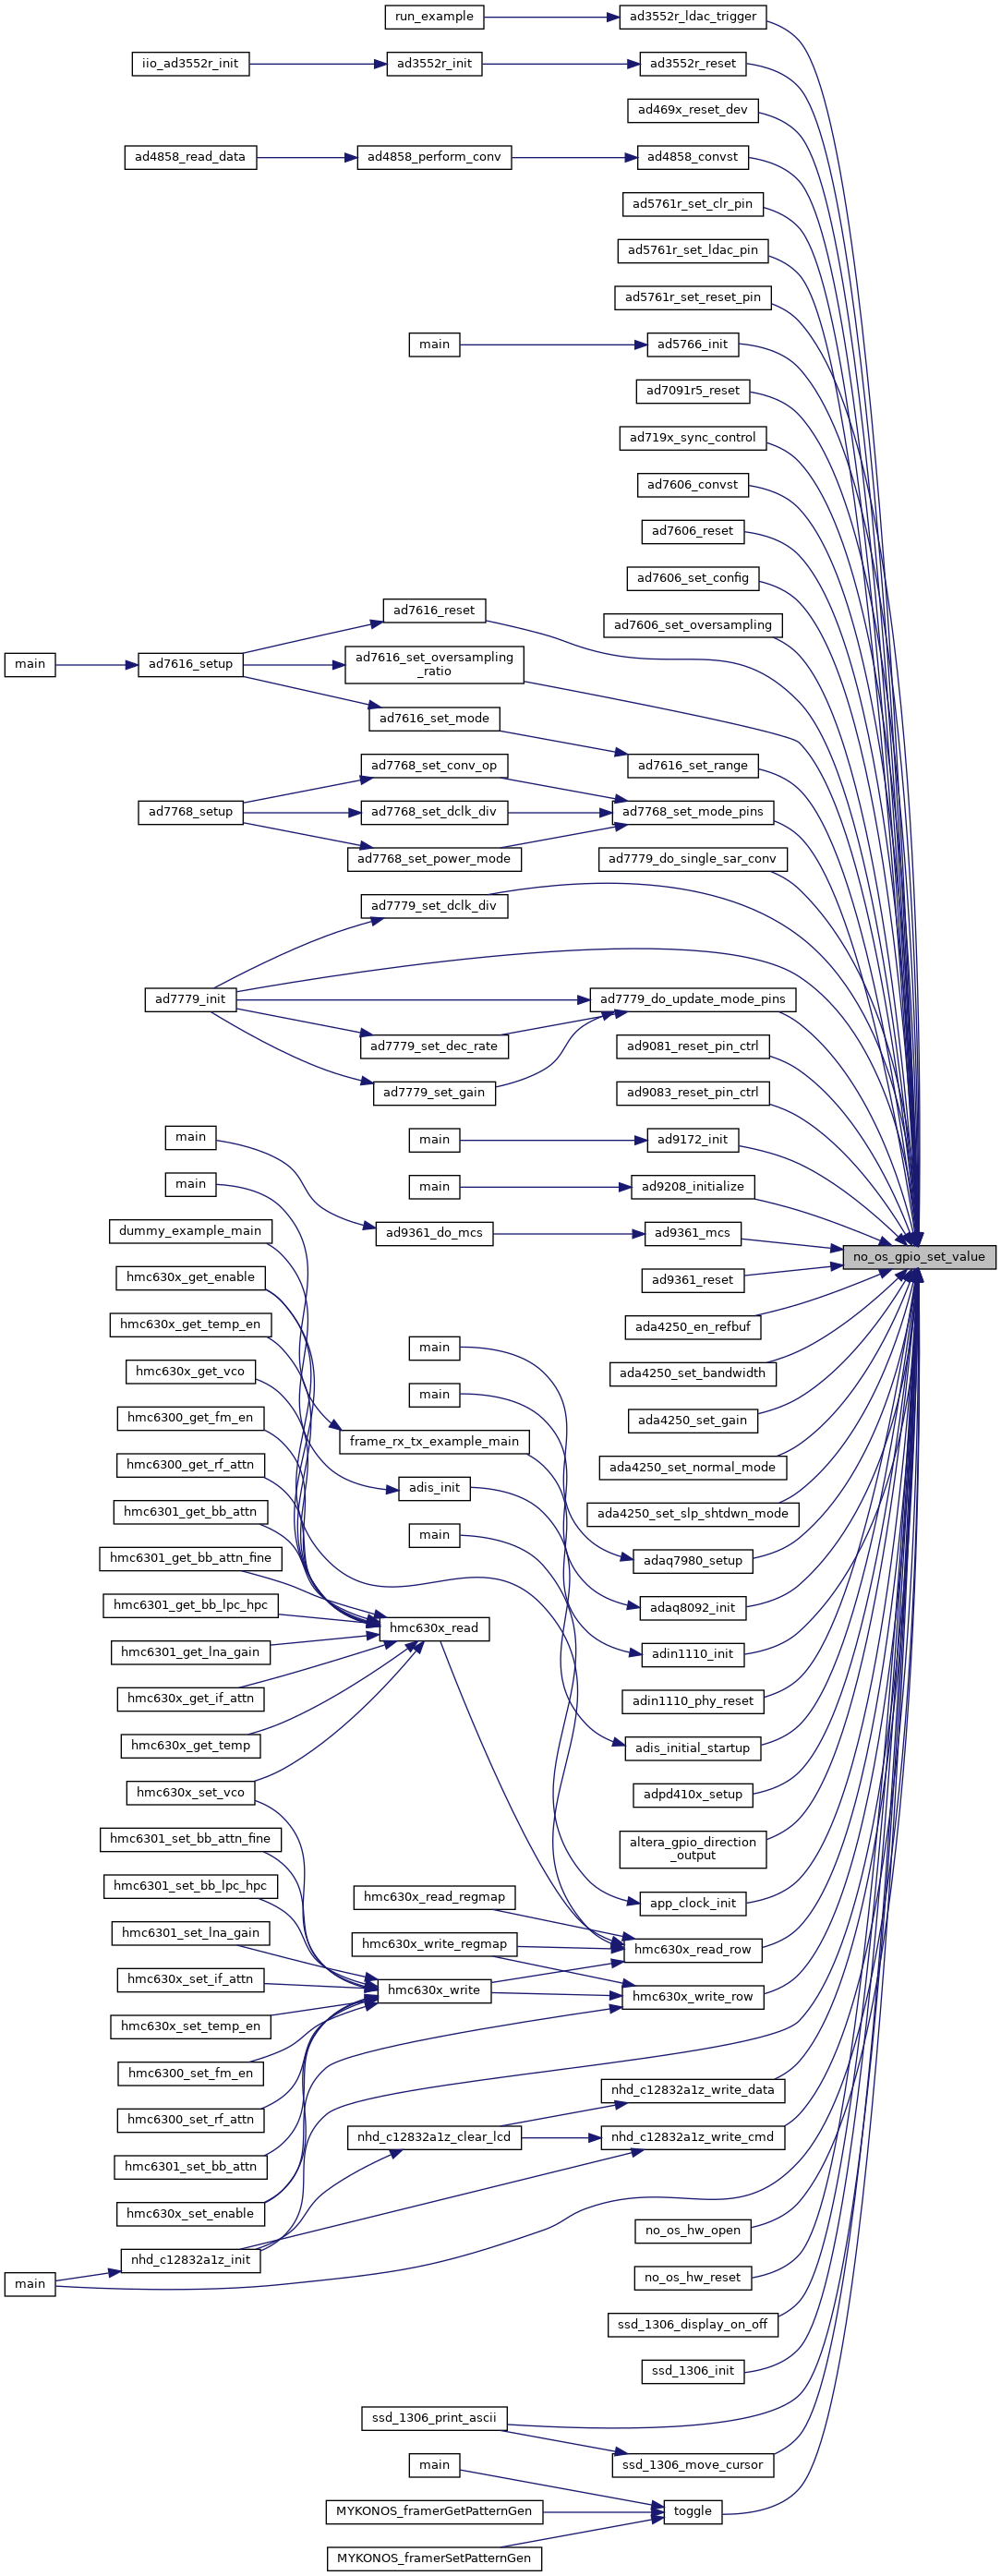 run_example
ad3552r_ldac_trigger
iio_ad3552r_init
ad3552r_init
ad3552r_reset
ad469x_reset_dev
ad4858_read_data
ad4858_perform_conv
ad4858_convst
ad5761r_set_clr_pin
ad5761r_set_ldac_pin
ad5761r_set_reset_pin
main
ad5766_init
ad7091r5_reset
ad719x_sync_control
ad7606_convst
ad7606_reset
ad7606_set_config
ad7616_reset
ad7606_set_oversampling
main
ad7616_setup
ad7616_set_oversampling
_ratio
ad7616_set_mode
ad7768_set_conv_op
ad7616_set_range
ad7768_setup
ad7768_set_dclk_div
ad7768_set_mode_pins
ad7768_set_power_mode
ad7779_do_single_sar_conv
ad7779_set_dclk_div
ad7779_init
ad7779_do_update_mode_pins
ad7779_set_dec_rate
ad9081_reset_pin_ctrl
ad7779_set_gain
ad9083_reset_pin_ctrl
main
main
ad9172_init
main
main
ad9208_initialize
dummy_example_main
ad9361_do_mcs
ad9361_mcs
no_os_gpio_set_value
hmc630x_get_enable
ad9361_reset
hmc630x_get_temp_en
ada4250_en_refbuf
main
hmc630x_get_vco
ada4250_set_bandwidth
main
hmc6300_get_fm_en
ada4250_set_gain
frame_rx_tx_example_main
hmc6300_get_rf_attn
ada4250_set_normal_mode
adis_init
hmc6301_get_bb_attn
ada4250_set_slp_shtdwn_mode
main
hmc6301_get_bb_attn_fine
adaq7980_setup
hmc6301_get_bb_lpc_hpc
adaq8092_init
hmc630x_read
hmc6301_get_lna_gain
adin1110_init
hmc630x_get_if_attn
adin1110_phy_reset
hmc630x_get_temp
adis_initial_startup
hmc630x_set_vco
adpd410x_setup
hmc6301_set_bb_attn_fine
altera_gpio_direction
_output
hmc6301_set_bb_lpc_hpc
hmc630x_read_regmap
app_clock_init
hmc6301_set_lna_gain
hmc630x_write_regmap
hmc630x_read_row
hmc630x_set_if_attn
hmc630x_write
hmc630x_write_row
hmc630x_set_temp_en
hmc6300_set_fm_en
nhd_c12832a1z_write_data
hmc6300_set_rf_attn
nhd_c12832a1z_clear_lcd
nhd_c12832a1z_write_cmd
hmc6301_set_bb_attn
hmc630x_set_enable
no_os_hw_open
nhd_c12832a1z_init
main
no_os_hw_reset
ssd_1306_display_on_off
ssd_1306_init
ssd_1306_print_ascii
main
ssd_1306_move_cursor
MYKONOS_framerGetPatternGen
toggle
MYKONOS_framerSetPatternGen